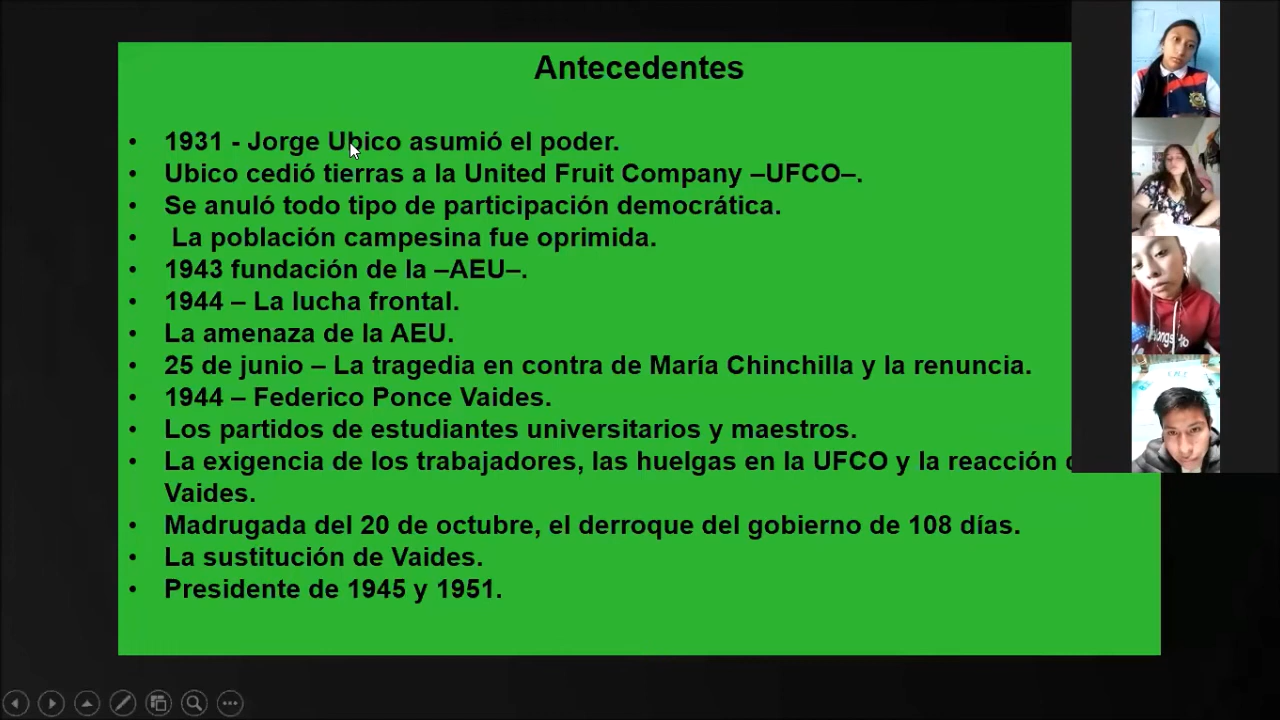 Antecedentes
• 1931 - Jorge Ubico asumió el poder.
• Ubico cedió tierras a la United Fruit Company –UFCO–.
• Se anuló todo tipo de participación democrática.
• La población campesina fue oprimida.
• 1943 fundación de la –AEU–.
• 1944 – La lucha frontal.
• La amenaza de la AEU.
• 25 de junio – La tragedia en contra de María Chinchilla y la renuncia.
• 1944 – Federico Ponce Vaides.
• Los partidos de estudiantes universitarios y maestros.
• La exigencia de los trabajadores, las huelgas en la UFCO y la reacción
Vaides.
• Madrugada del 20 de octubre, el derroque del gobierno de 108 días.
• La sustitución de Vaides.
• Presidente de 1945 y 1951.